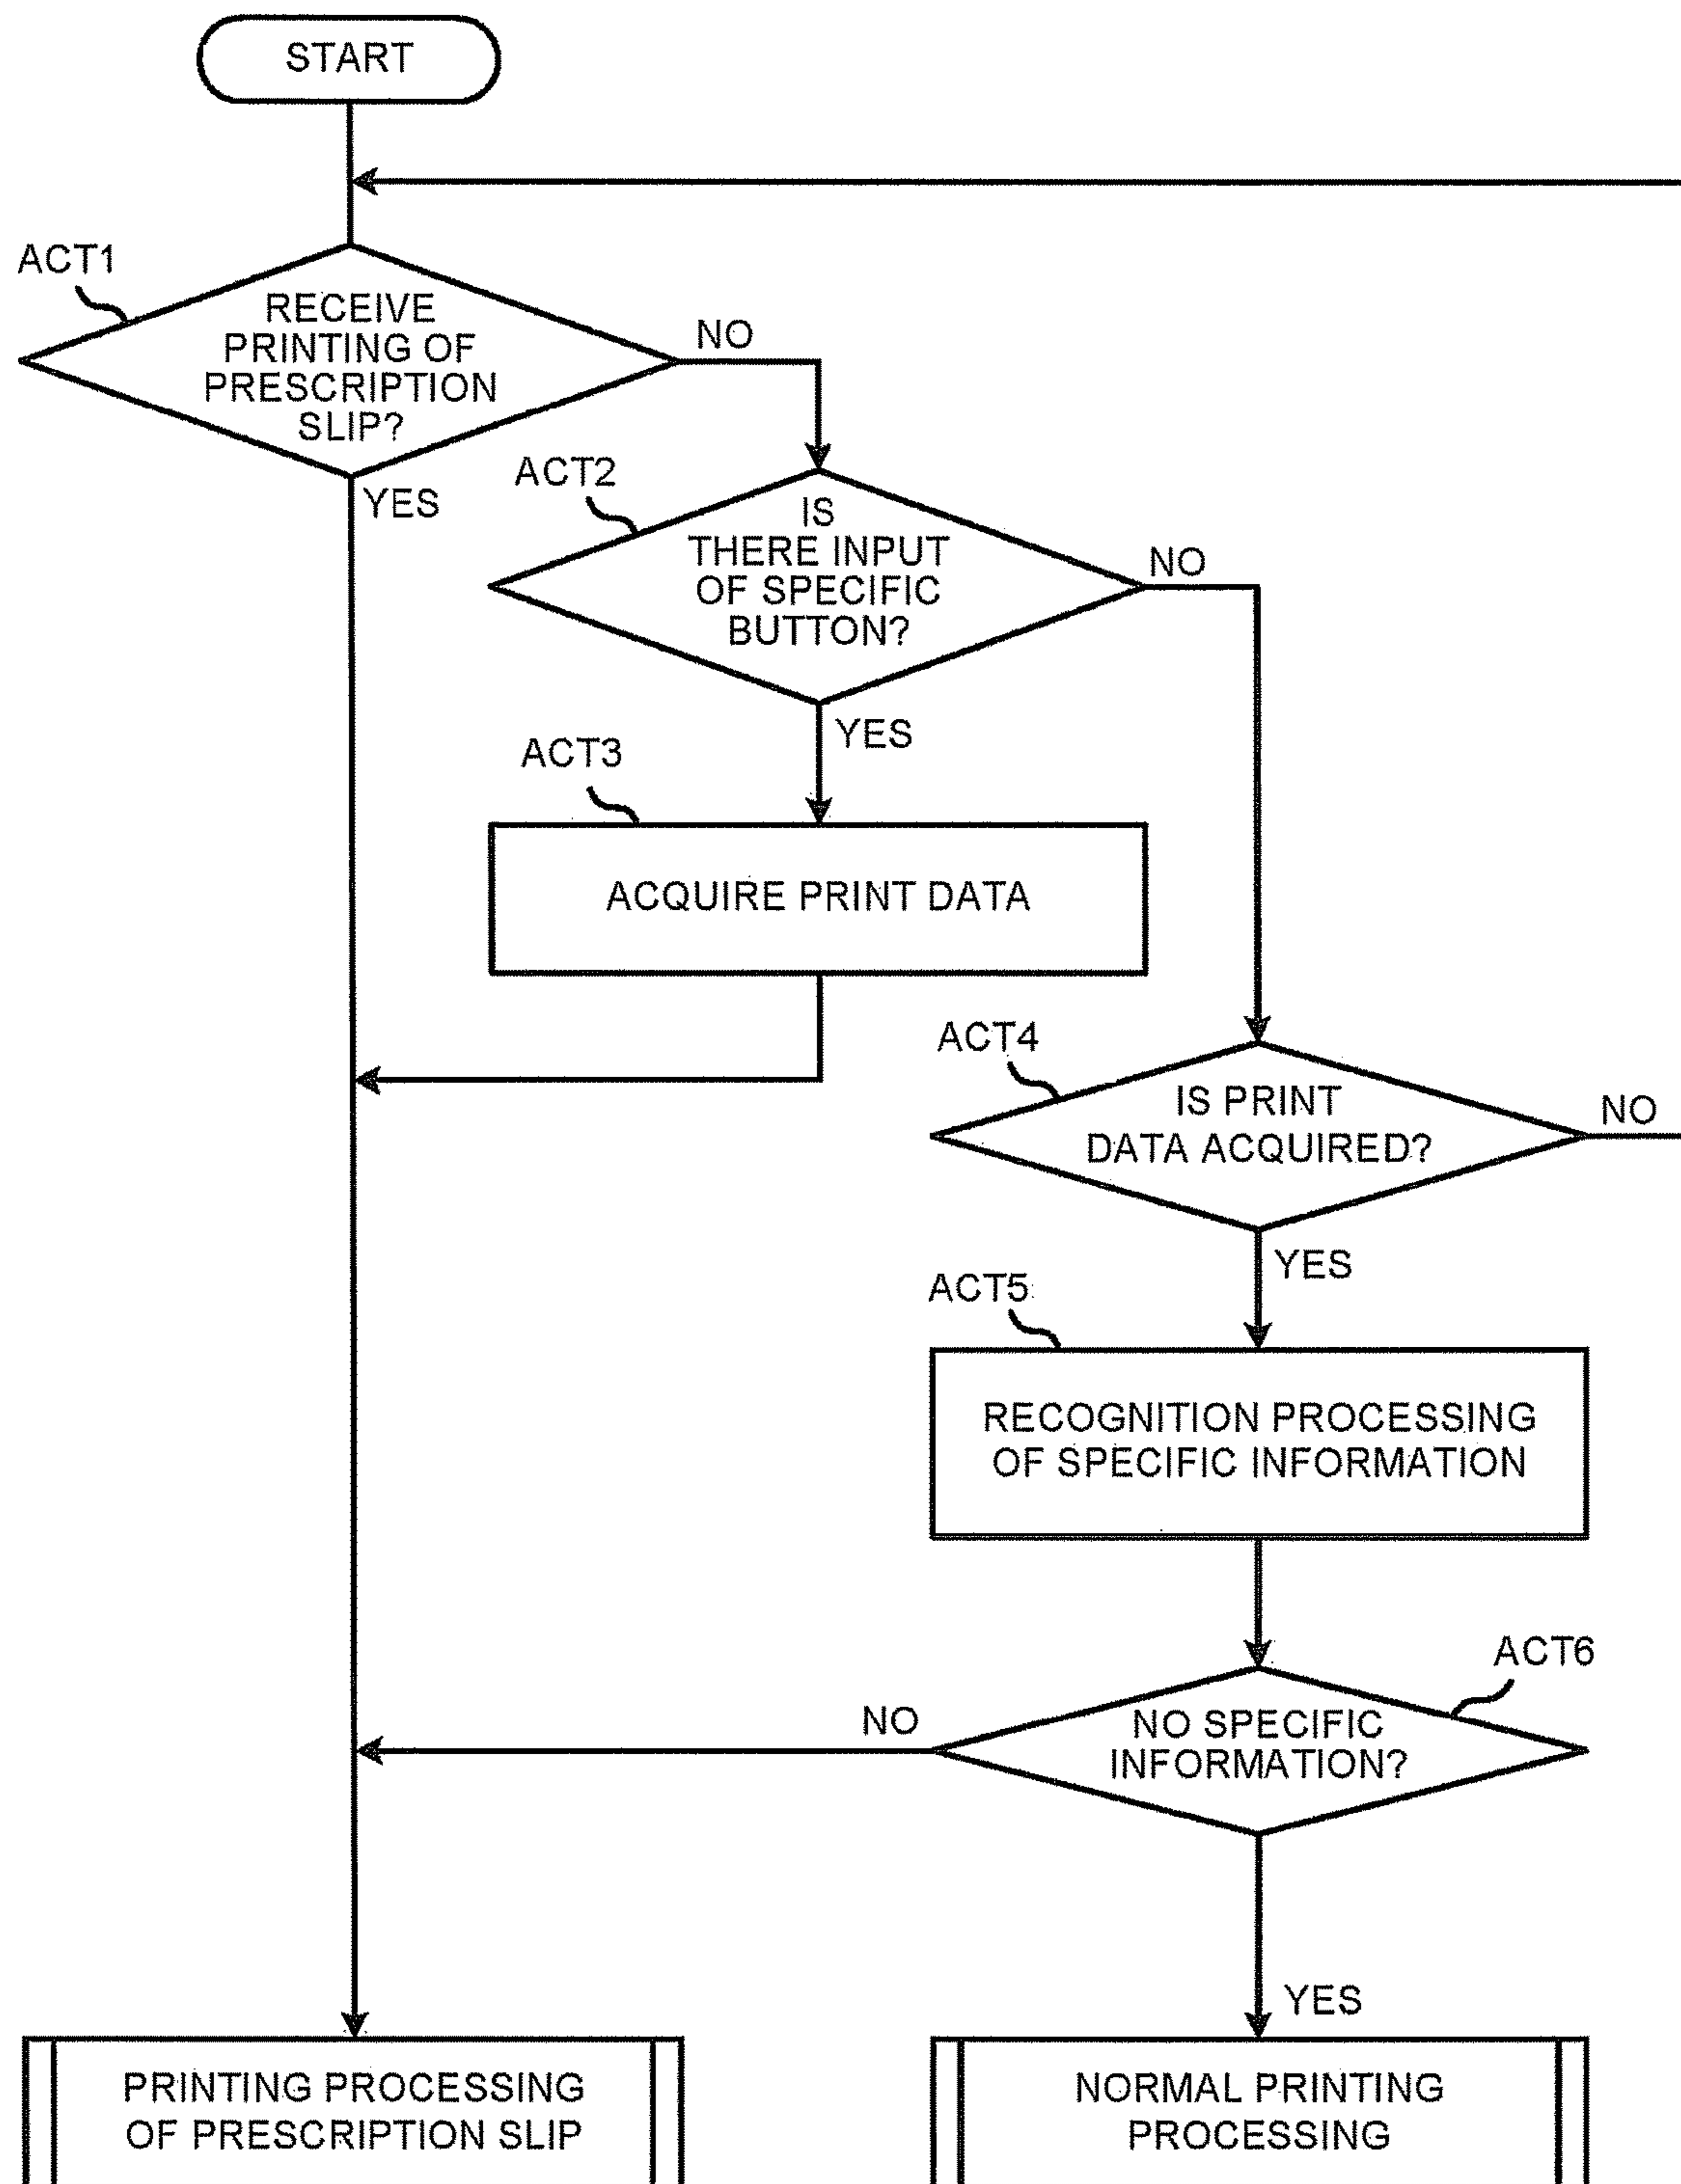 START
ACT1
RECEIVE
PRINTING OF
PRESCRIPTION
SLIP?
NO
YES
ACT2
IS
THERE INPUT
OF SPECIFIC
BUTTON?
NO
YES
ACT3
ACQUIRE PRINT DATA
ACT4
IS PRINT
DATA ACQUIRED?
NO
YES
ACT5
RECOGNITION PROCESSING
OF SPECIFIC INFORMATION
ACT6
NO SPECIFIC
INFORMATION?
NO
YES
PRINTING PROCESSING
OF PRESCRIPTION SLIP
NORMAL PRINTING
PROCESSING